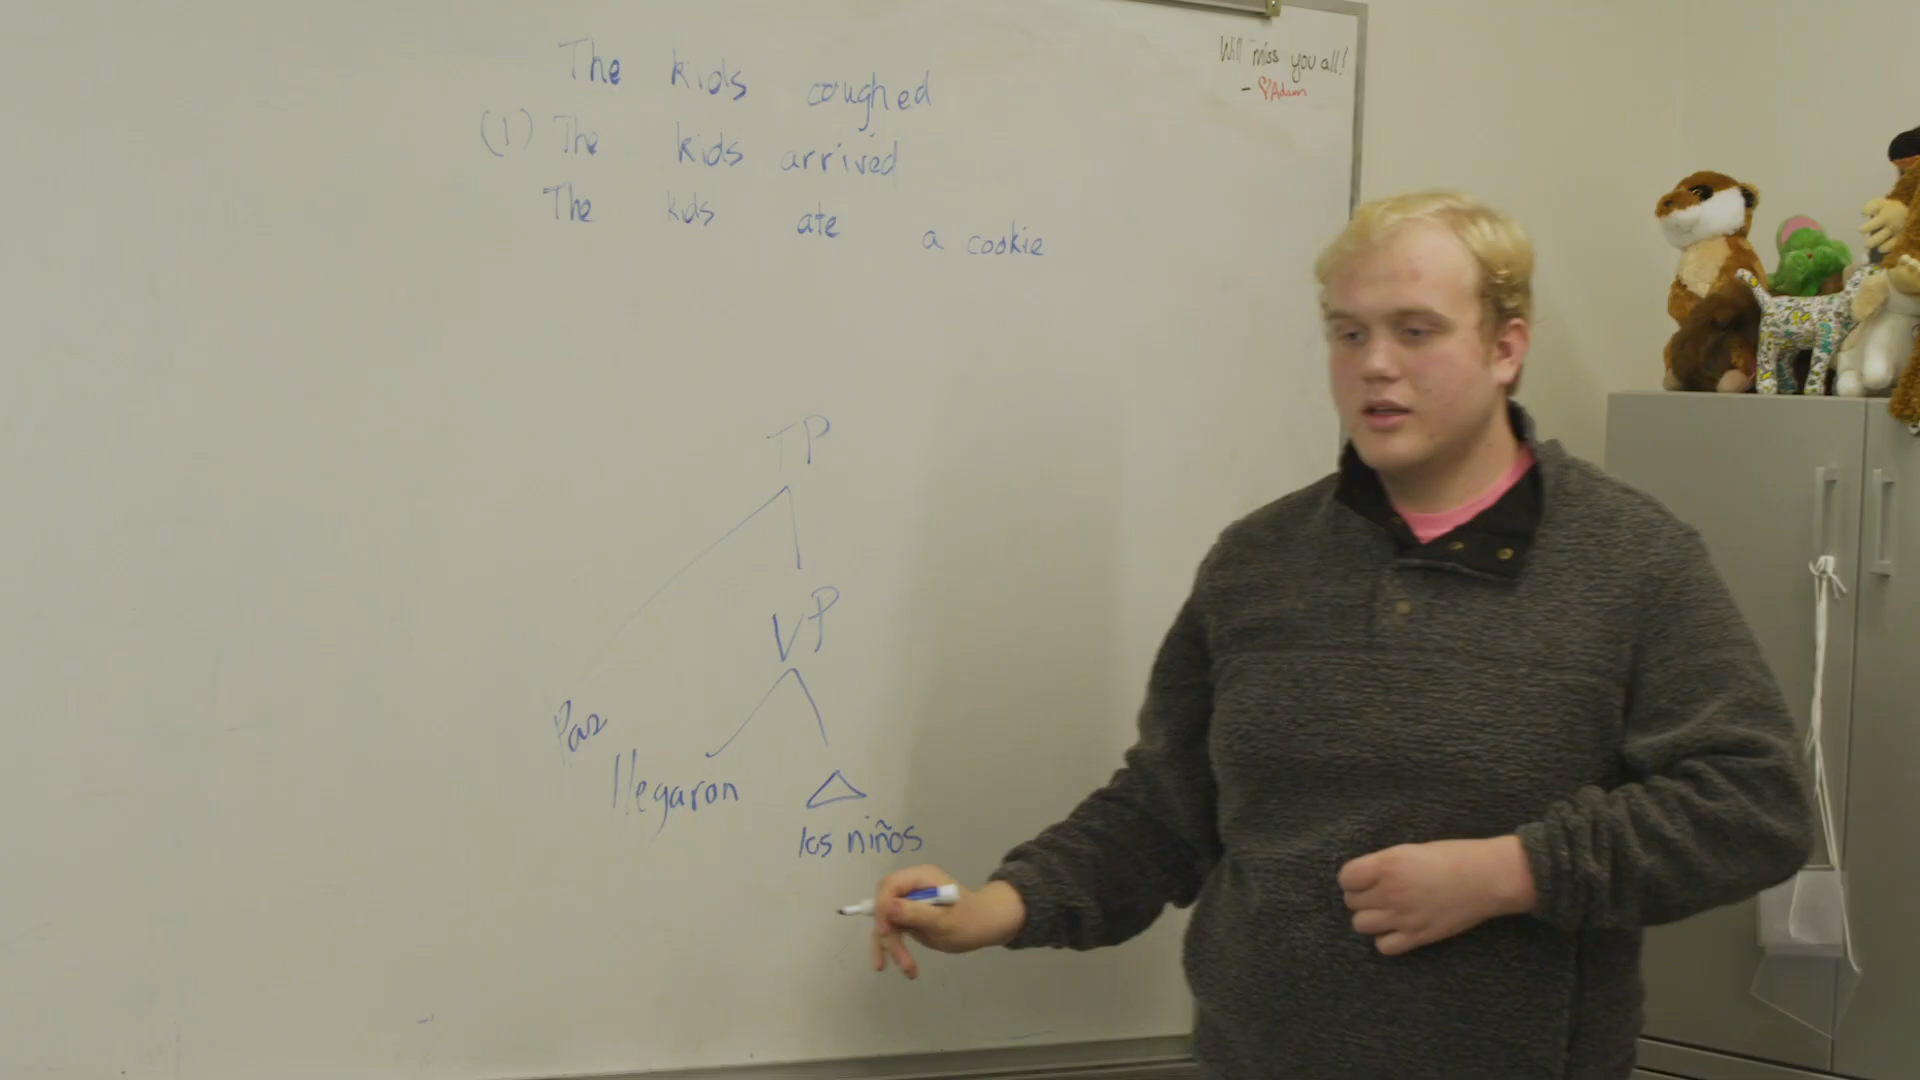 The kids coughed
(1) The kids arrived
The kids ate a cookie
Will miss you all!
- ♡Adam
TP
VP
Pas
llegaron
los niños